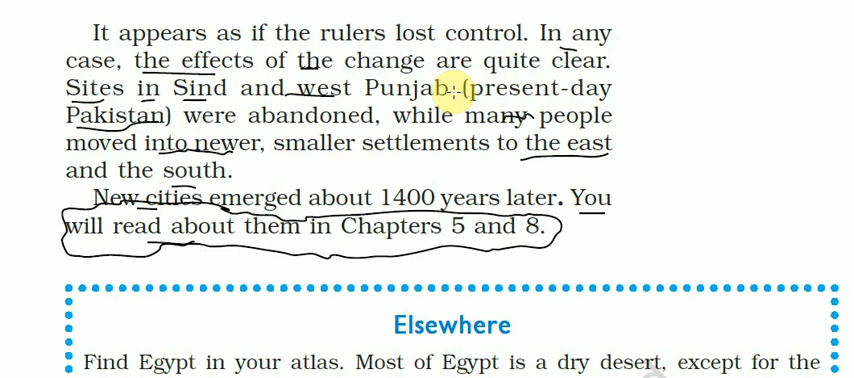 It appears as if the rulers lost control. In any
case, the effects of the change are quite clear.
Sites in Sind and west Punjab (present-day
Pakistan) were abandoned, while many people
moved into newer, smaller settlements to the east
and the south.
New cities emerged about 1400 years later. You
will read about them in Chapters 5 and 8.
Elsewhere
Find Egypt in your atlas. Most of Egypt is a dry desert, except for the